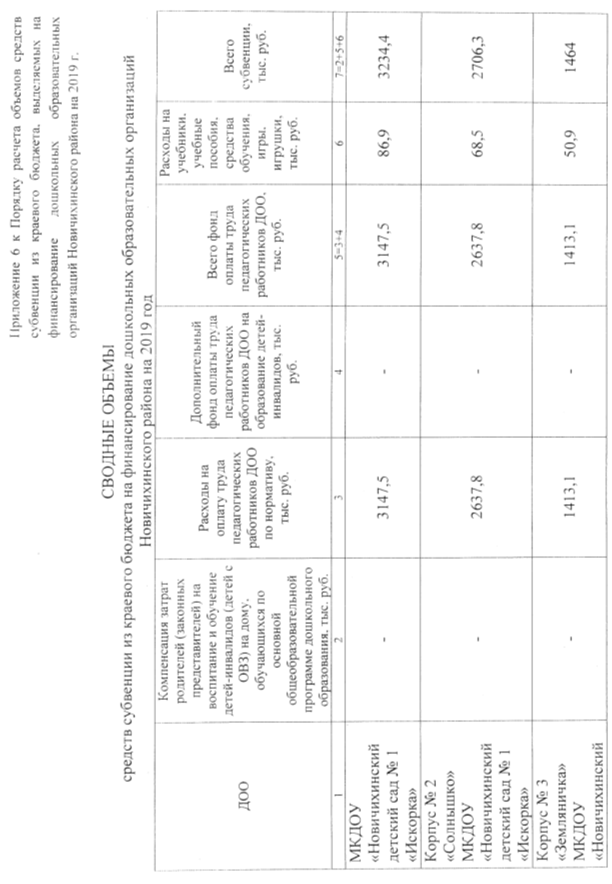 Приложение 6 к Порядку расчета объемов средств
субвенции из краевого бюджета, выделяемых на
финансирование дошкольных образовательных
организаций Новичихинского района на 2019 г.
СВОДНЫЕ ОБЪЕМЫ
средств субвенции из краевого бюджета на финансирование дошкольных образовательных организаций
Новичихинского района на 2019 год
ДОО
Компенсация затрат
родителей (законных
представителей) на
воспитание и обучение
детей-инвалидов (детей с
ОВЗ) на дому,
обучающихся по
основной
общеобразовательной
программе дошкольного
образования, тыс. руб.
Расходы на
оплату труда
педагогических
работников ДОО
по нормативу,
тыс. руб.
Дополнительный
фонд оплаты труда
педагогических
работников ДОО на
образование детей-
инвалидов, тыс.
руб.
Всего фонд
оплаты труда
педагогических
работников ДОО,
тыс. руб.
Расходы на
учебники,
учебные
пособия,
средства
обучения,
игры,
игрушки,
тыс. руб.
Всего
субвенции,
тыс. руб.
1 2 3 4 5=3+4 6 7=2+5+6
МКДОУ
«Новичихинский
детский сад № 1
«Искорка»
- 3147,5 - 3147,5 86,9 3234,4
Корпус № 2
«Солнышко»
МКДОУ
«Новичихинский
детский сад № 1
«Искорка»
- 2637,8 - 2637,8 68,5 2706,3
Корпус № 3
«Земляничка»
МКДОУ
«Новичихинский
- 1413,1 - 1413,1 50,9 1464